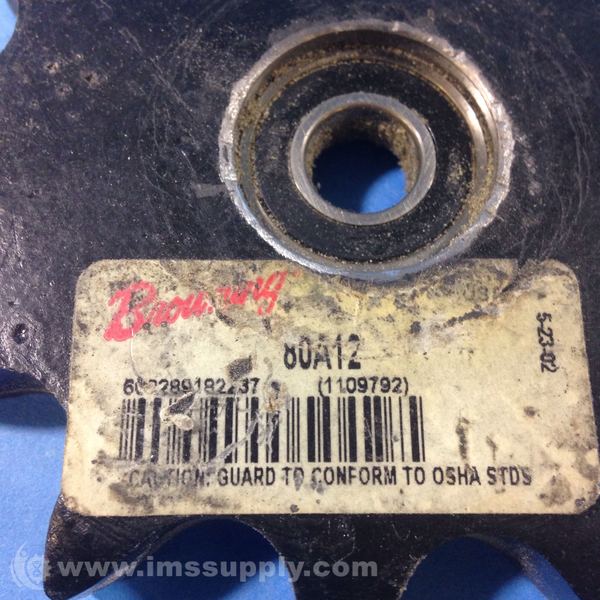 Browning
80A12
5-23-02
(1109792)
CAUTION: GUARD TO CONFORM TO OSHA STDS
www.imssupply.com